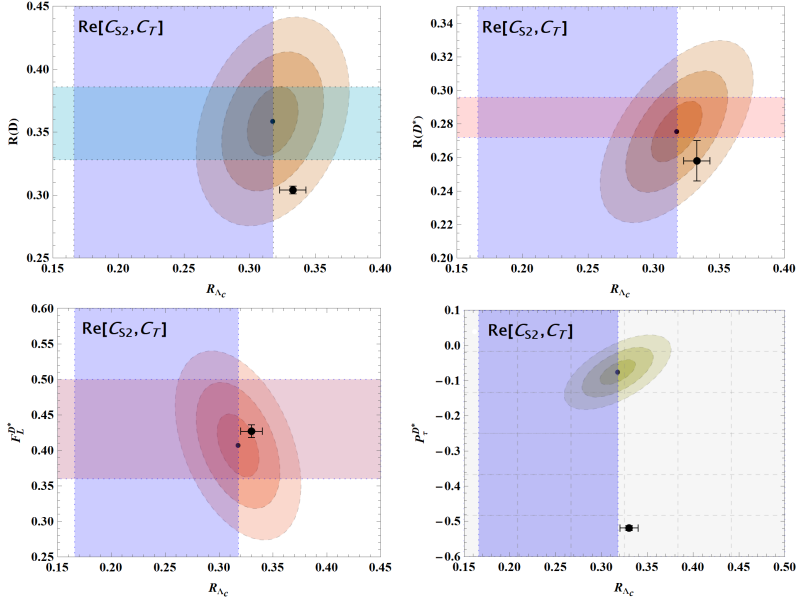 Re[C_S2, C_T]
R(D)
0.45
0.40
0.35
0.30
0.25
0.15 0.20 0.25 0.30 0.35 0.40
R_Λc
Re[C_S2, C_T]
R(D*)
0.34
0.32
0.30
0.28
0.26
0.24
0.22
0.20
0.15 0.20 0.25 0.30 0.35 0.40
R_Λc
Re[C_S2, C_T]
F_L^D*
0.60
0.55
0.50
0.45
0.40
0.35
0.30
0.25
0.15 0.20 0.25 0.30 0.35 0.40 0.45
R_Λc
Re[C_S2, C_T]
P_τ^D*
0.1
0.0
−0.1
−0.2
−0.3
−0.4
−0.5
−0.6
0.15 0.20 0.25 0.30 0.35 0.40 0.45 0.50
R_Λc